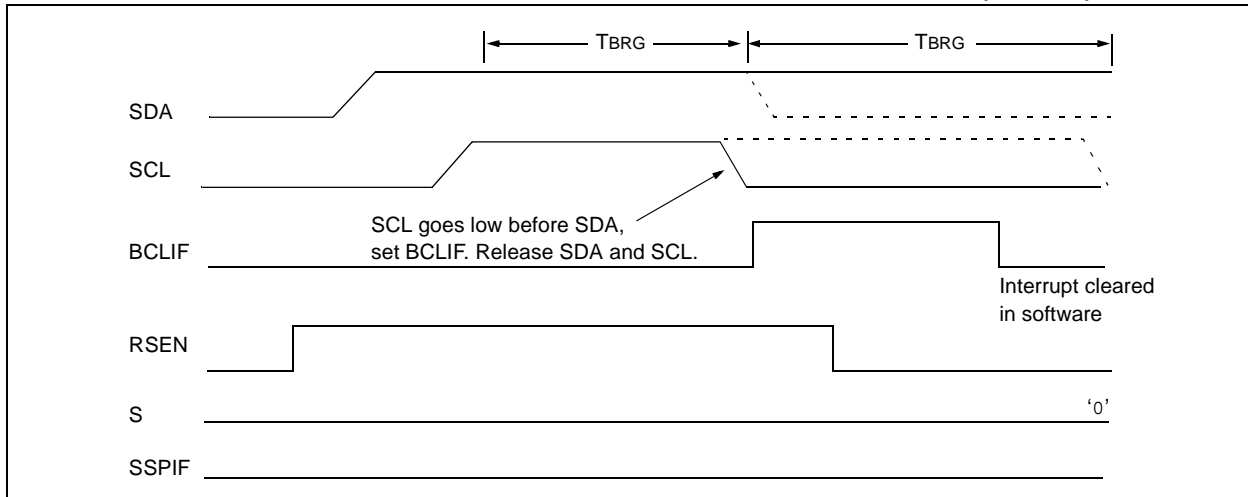 TBRG TBRG
SDA
SCL
SCL goes low before SDA,
set BCLIF. Release SDA and SCL.
BCLIF
Interrupt cleared
in software
RSEN
S ‘0’
SSPIF